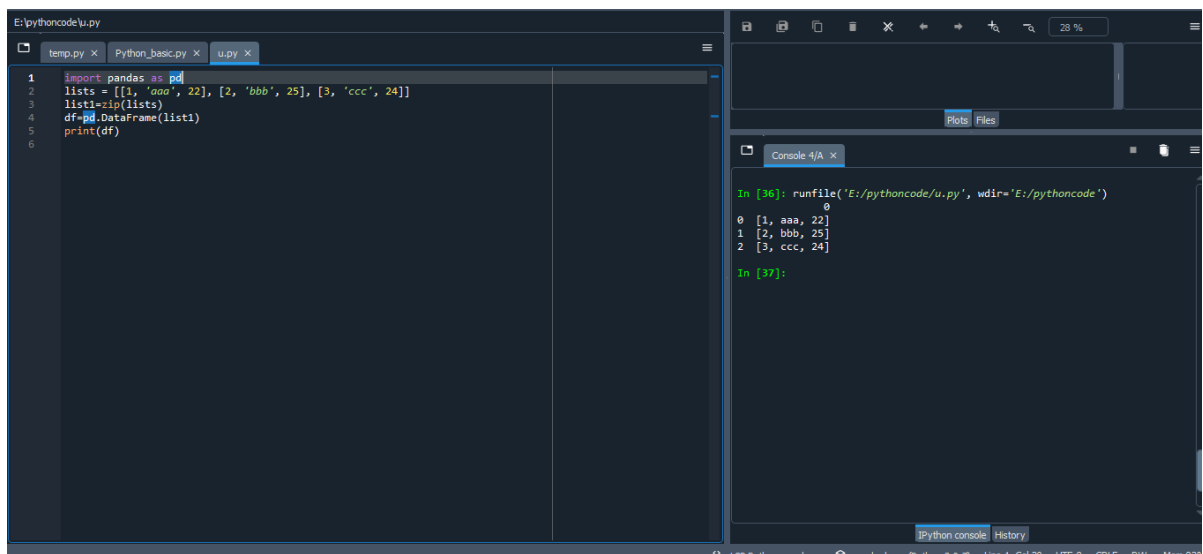 E:\pythoncode\u.py
temp.py × Python_basic.py × u.py ×
1 import pandas as pd
2 lists = [[1, 'aaa', 22], [2, 'bbb', 25], [3, 'ccc', 24]]
3 list1=zip(lists)
4 df=pd.DataFrame(list1)
5 print(df)
6
28 %
Plots Files
Console 4/A ×
In [36]: runfile('E:/pythoncode/u.py', wdir='E:/pythoncode')
0
0 [1, aaa, 22]
1 [2, bbb, 25]
2 [3, ccc, 24]
In [37]:
IPython console History